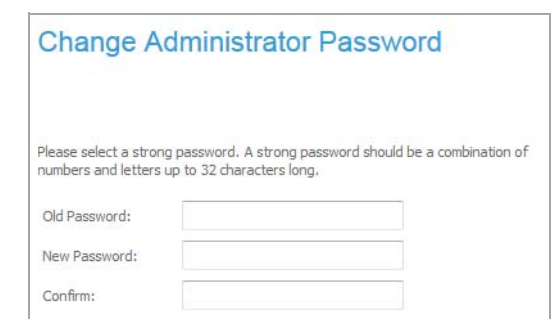 Change Administrator Password
Please select a strong password. A strong password should be a combination of
numbers and letters up to 32 characters long.
Old Password:
New Password:
Confirm: